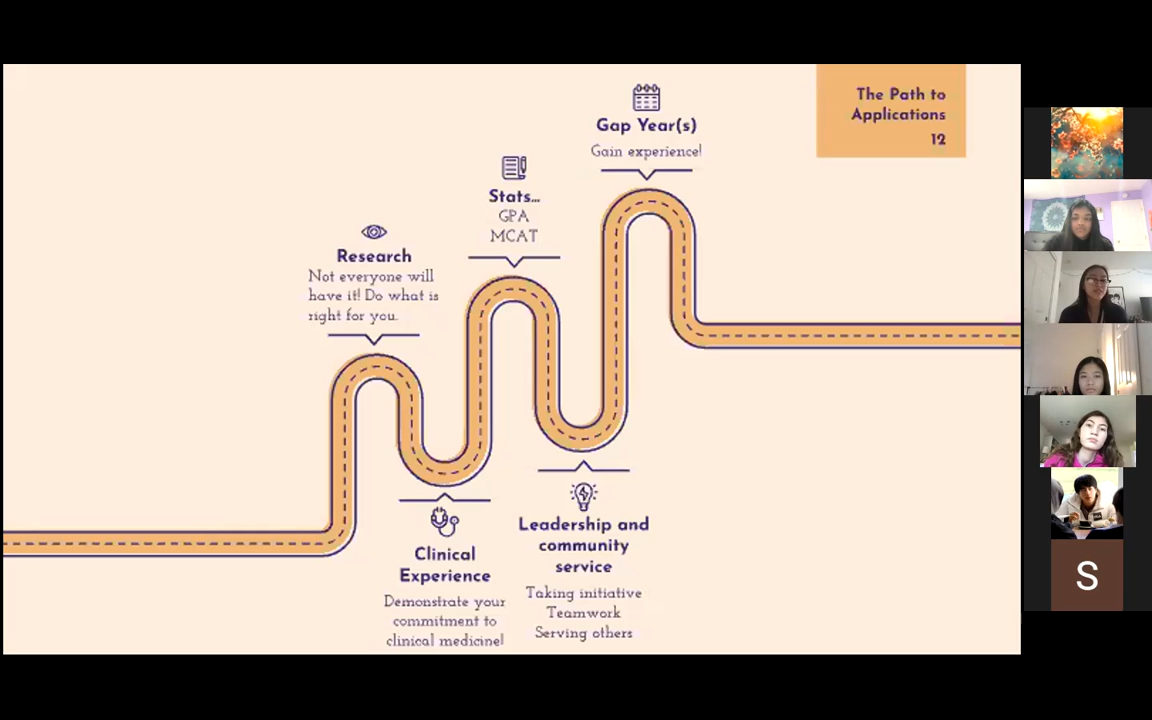 The Path to
Applications
12
Gap Year(s)
Gain experience!
Stats...
GPA
MCAT
Research
Not everyone will
have it! Do what is
right for you.
Clinical
Experience
Demonstrate your
commitment to
clinical medicine!
Leadership and
community
service
Taking initiative
Teamwork
Serving others
S